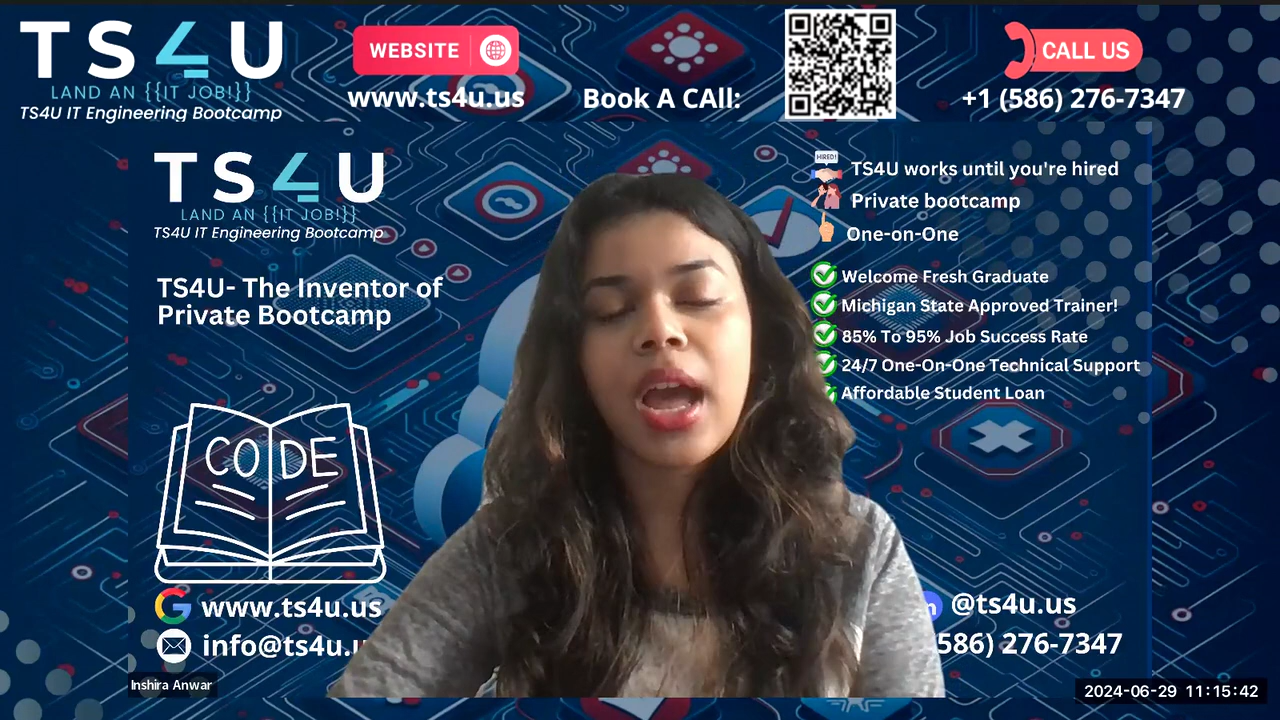 TS4U
LAND AN {{IT JOB!}}
TS4U IT Engineering Bootcamp
WEBSITE
www.ts4u.us
Book A CAll:
CALL US
+1 (586) 276-7347
TS4U
LAND AN {{IT JOB!}}
TS4U IT Engineering Bootcamp
TS4U- The Inventor of
Private Bootcamp
CODE
www.ts4u.us
info@ts4u.u
HIRED!
TS4U works until you're hired
Private bootcamp
One-on-One
Welcome Fresh Graduate
Michigan State Approved Trainer!
85% To 95% Job Success Rate
24/7 One-On-One Technical Support
Affordable Student Loan
@ts4u.us
586) 276-7347
Inshira Anwar
2024-06-29 11:15:42